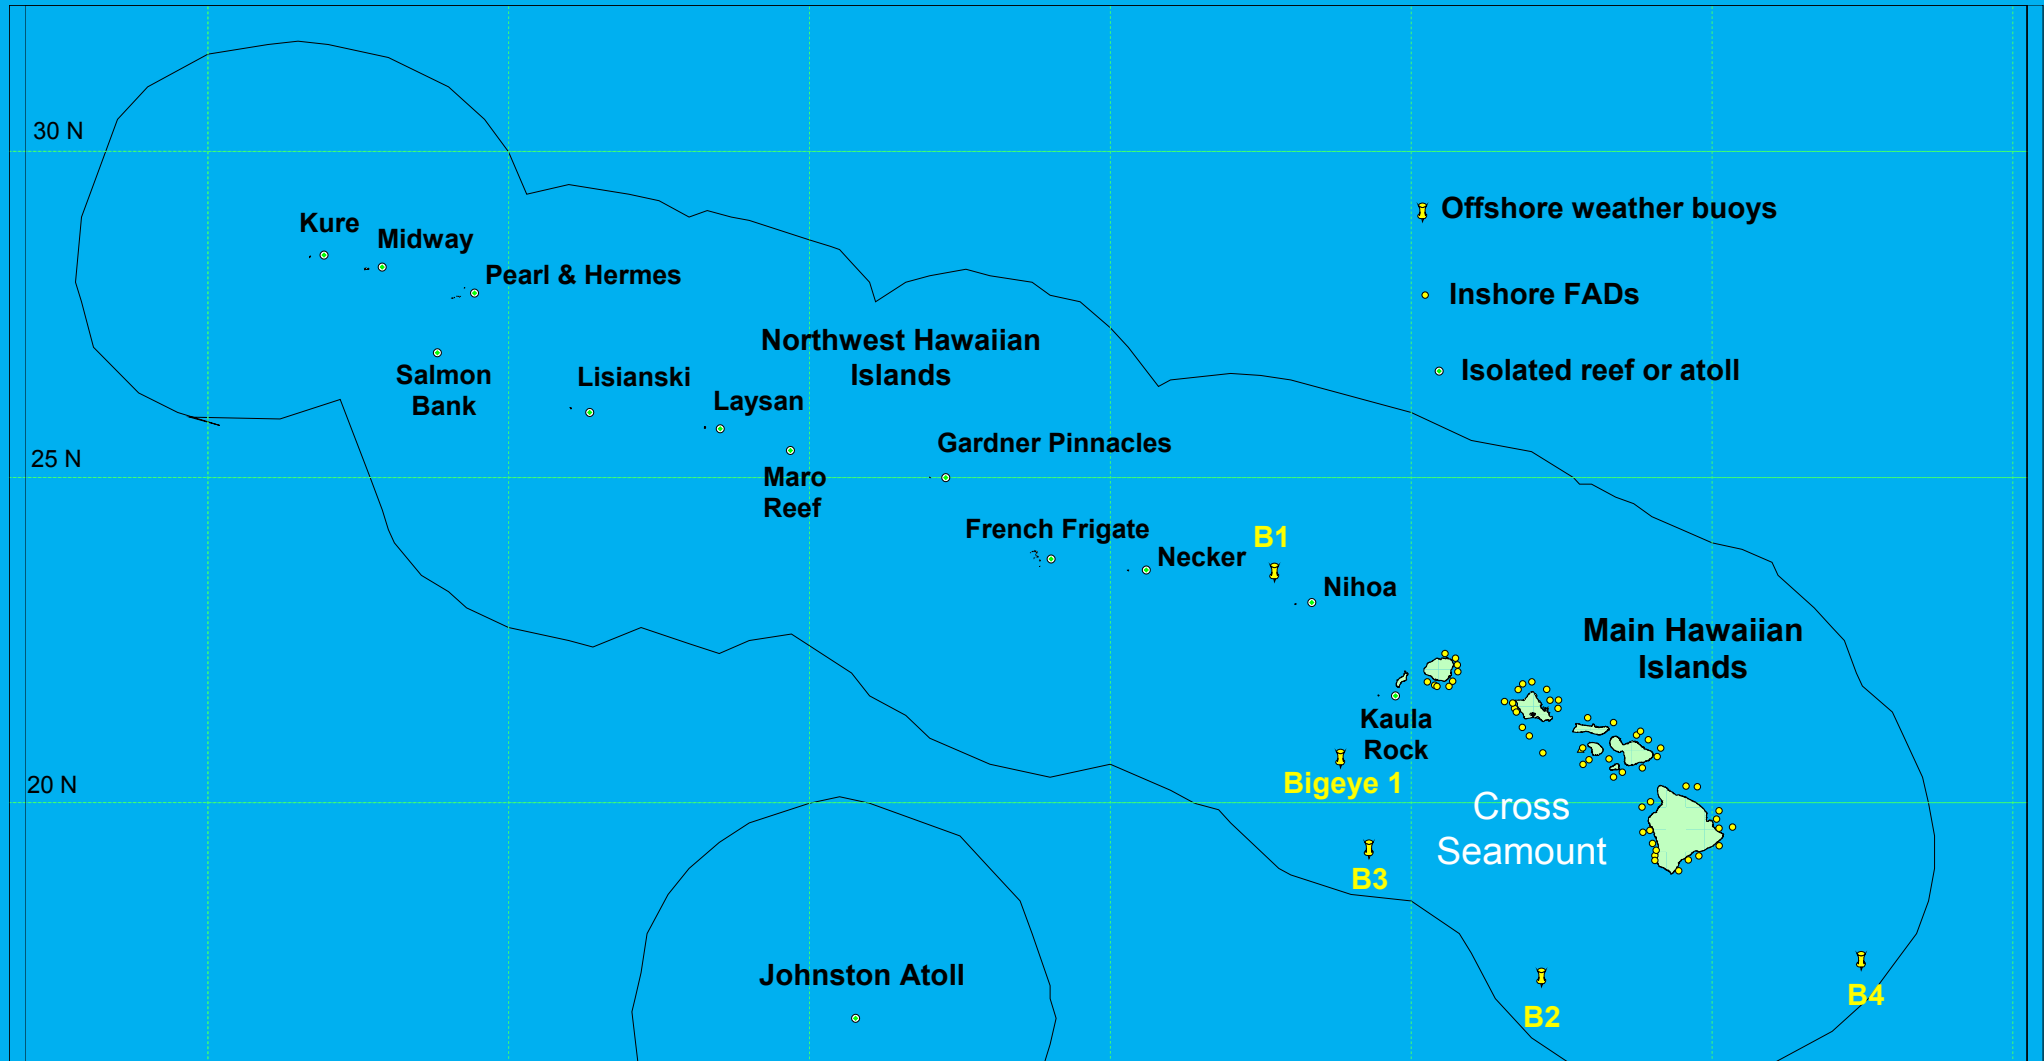 30 N
Kure
Midway
Pearl & Hermes
Offshore weather buoys
Inshore FADs
Isolated reef or atoll
Northwest Hawaiian
Islands
Salmon
Bank
Lisianski
Laysan
25 N
Maro
Reef
Gardner Pinnacles
French Frigate
Necker
B1
Nihoa
Main Hawaiian
Islands
Kaula
Rock
20 N
Bigeye 1
Cross
Seamount
B3
Johnston Atoll
B2
B4